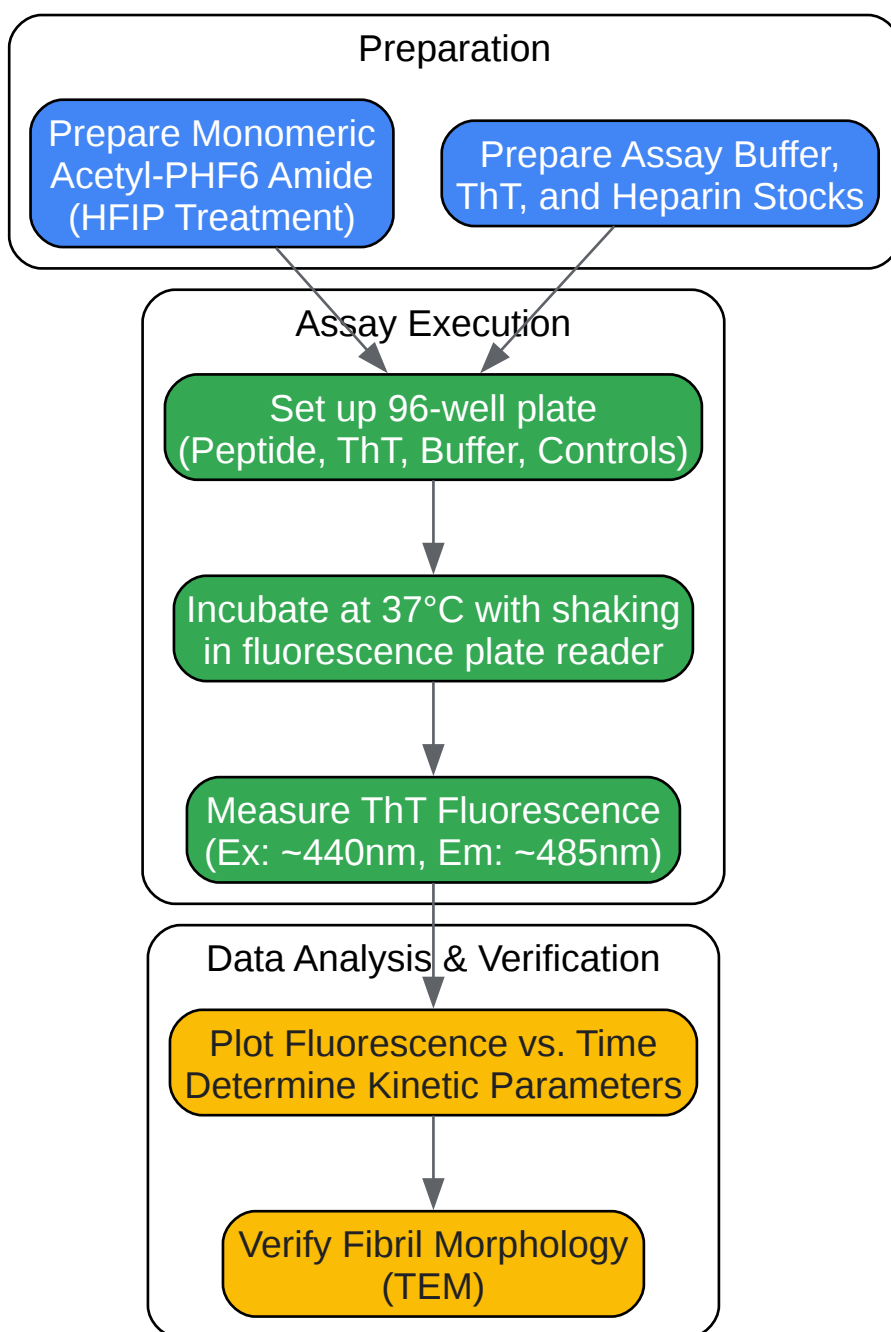 Preparation
Prepare Monomeric
Acetyl-PHF6 Amide
(HFIP Treatment)
Prepare Assay Buffer,
ThT, and Heparin Stocks
Assay Execution
Set up 96-well plate
(Peptide, ThT, Buffer, Controls)
Incubate at 37°C with shaking
in fluorescence plate reader
Measure ThT Fluorescence
(Ex: ~440nm, Em: ~485nm)
Data Analysis & Verification
Plot Fluorescence vs. Time
Determine Kinetic Parameters
Verify Fibril Morphology
(TEM)